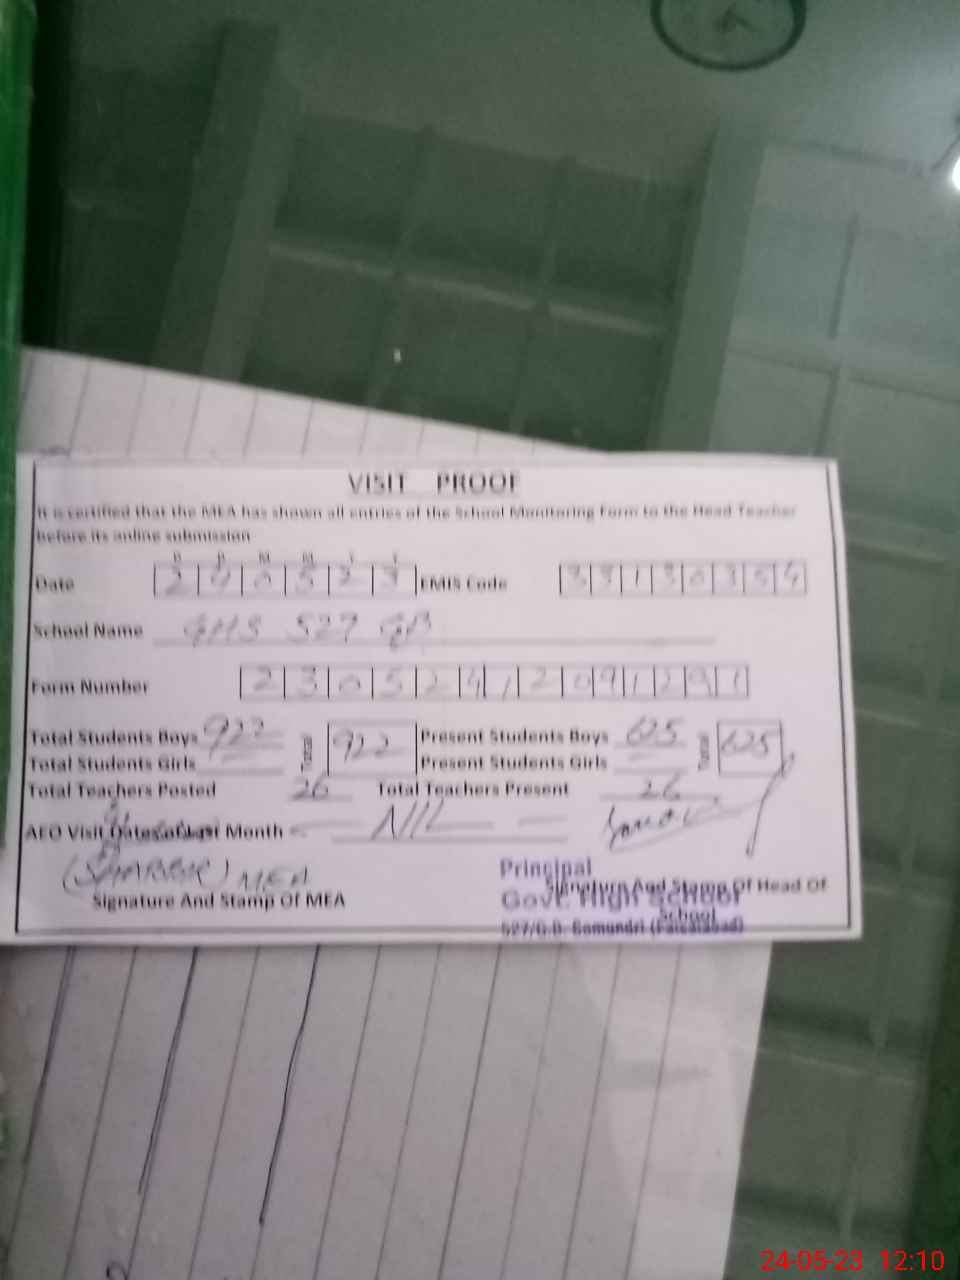 VISIT PROOF
It is certified that the MEA has shown all entries of the School Monitoring Form to the Head Teacher
before its online submission
D D M M Y Y
Date 2 4 0 5 2 3 EMIS Code 3 3 1 3 0 3 5 4
School Name GHS 527 GB
Form Number 2 3 0 5 2 4 1 2 0 9 1 2 9 1
Total Students Boys 922 Total 922 Present Students Boys 625 Total 625
Total Students Girls Present Students Girls
Total Teachers Posted 26 Total Teachers Present 26
AEO Visit Dates of Last Month NIL
(SHABBIR) MEA
Signature And Stamp Of MEA
Principal
Signature And Stamp Of Head Of
Govt. High School
School
527/G.B. Samundri (Faisalabad)
24-05-23 12:10